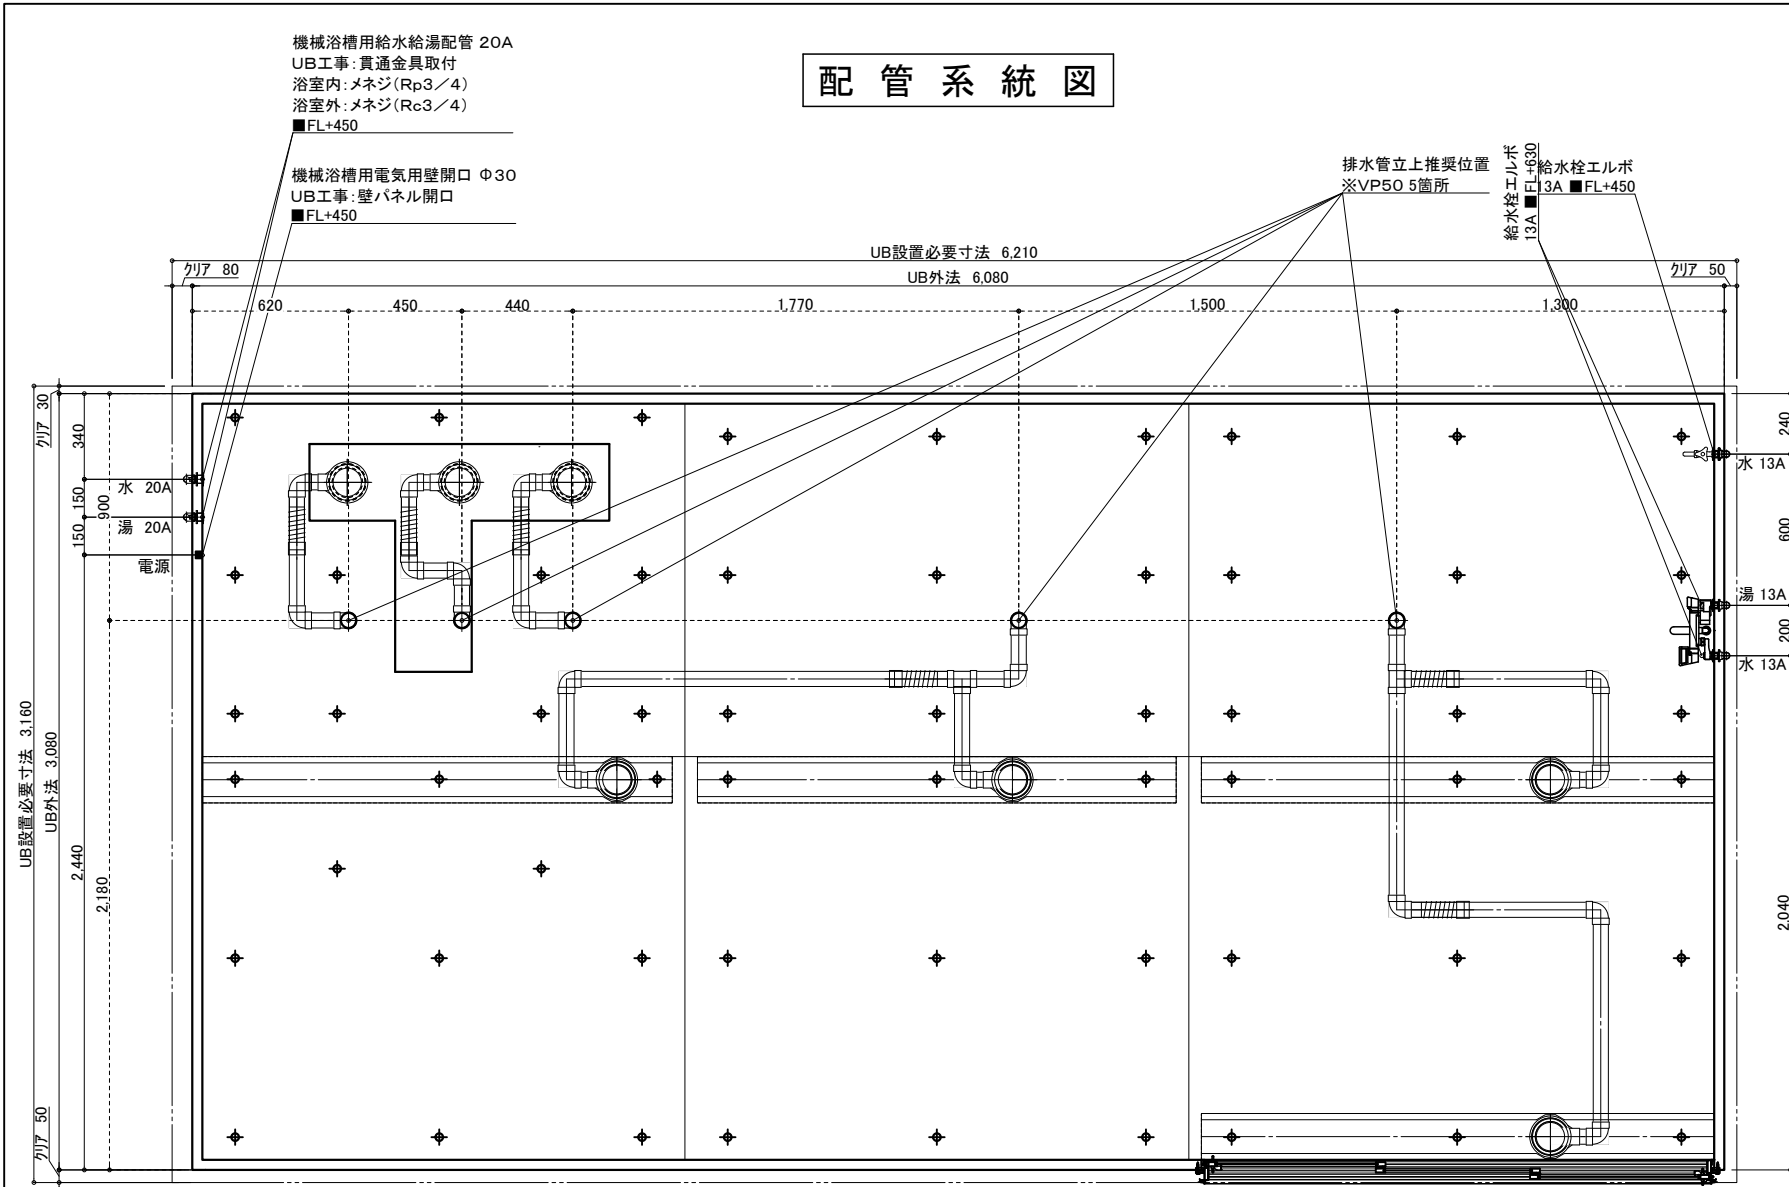 配管系統図
機械浴槽用給水給湯配管 20A
UB工事:貫通金具取付
浴室内:メネジ(Rp3/4)
浴室外:メネジ(Rc3/4)
■FL+450
機械浴槽用電気用壁開口 Φ30
UB工事:壁パネル開口
■FL+450
排水管立上推奨位置
※VP50 5箇所
給水栓エルボ
13A ■FL+630
給水栓エルボ
13A ■FL+450
UB設置必要寸法 6,210
クリア 80
UB外法 6,080
クリア 50
620
450
440
1,770
1,500
1,300
クリア 30
340
150
150
900
水 20A
湯 20A
電源
UB設置必要寸法 3,160
UB外法 3,080
2,440
2,180
クリア 50
240
水 13A
600
湯 13A
200
水 13A
2,040